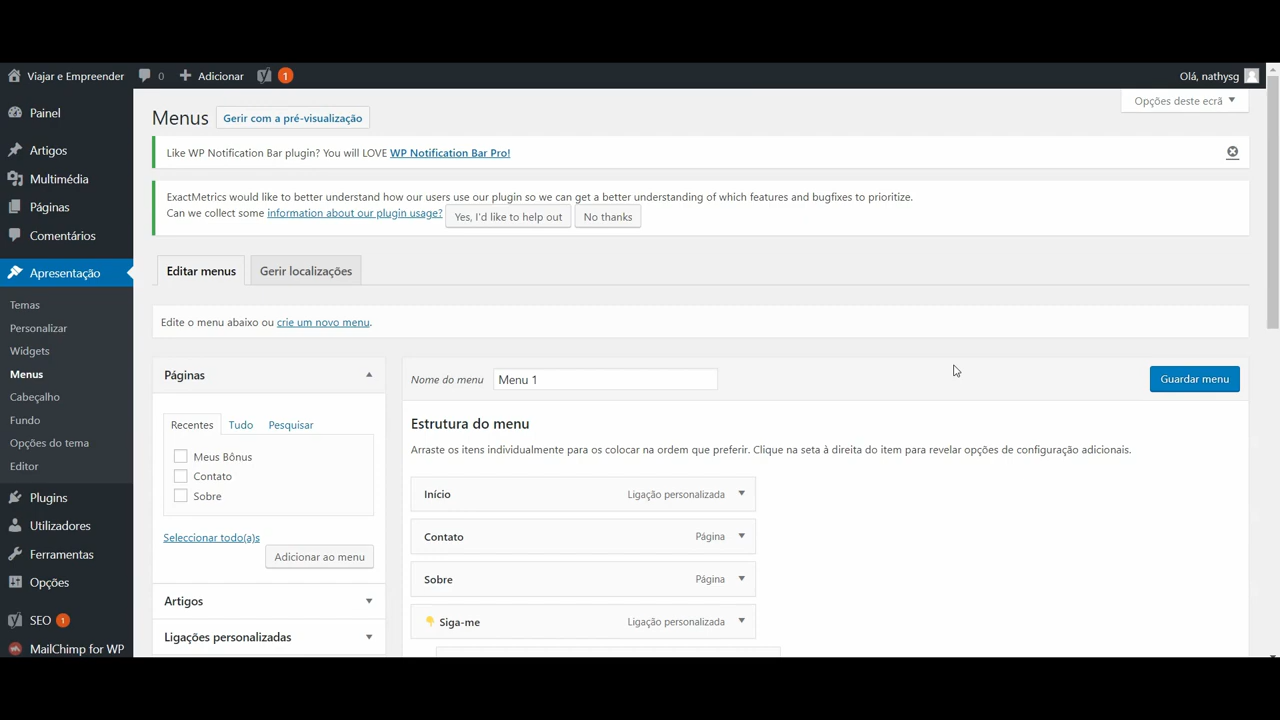 Viajar e Empreender 0 Adicionar 1 Olá, nathysg
Painel
Artigos
Multimédia
Páginas
Comentários
Apresentação
Temas
Personalizar
Widgets
Menus
Cabeçalho
Fundo
Opções do tema
Editor
Plugins
Utilizadores
Ferramentas
Opções
SEO 1
MailChimp for WP
Opções deste ecrã
Menus Gerir com a pré-visualização
Like WP Notification Bar plugin? You will LOVE WP Notification Bar Pro!
ExactMetrics would like to better understand how our users use our plugin so we can get a better understanding of which features and bugfixes to prioritize.
Can we collect some information about our plugin usage? Yes, I'd like to help out No thanks
Editar menus Gerir localizações
Edite o menu abaixo ou crie um novo menu.
Páginas
Recentes Tudo Pesquisar
Meus Bônus
Contato
Sobre
Seleccionar todo(a)s
Adicionar ao menu
Artigos
Ligações personalizadas
Nome do menu Menu 1 Guardar menu
Estrutura do menu
Arraste os itens individualmente para os colocar na ordem que preferir. Clique na seta à direita do item para revelar opções de configuração adicionais.
Início Ligação personalizada
Contato Página
Sobre Página
👇 Siga-me Ligação personalizada